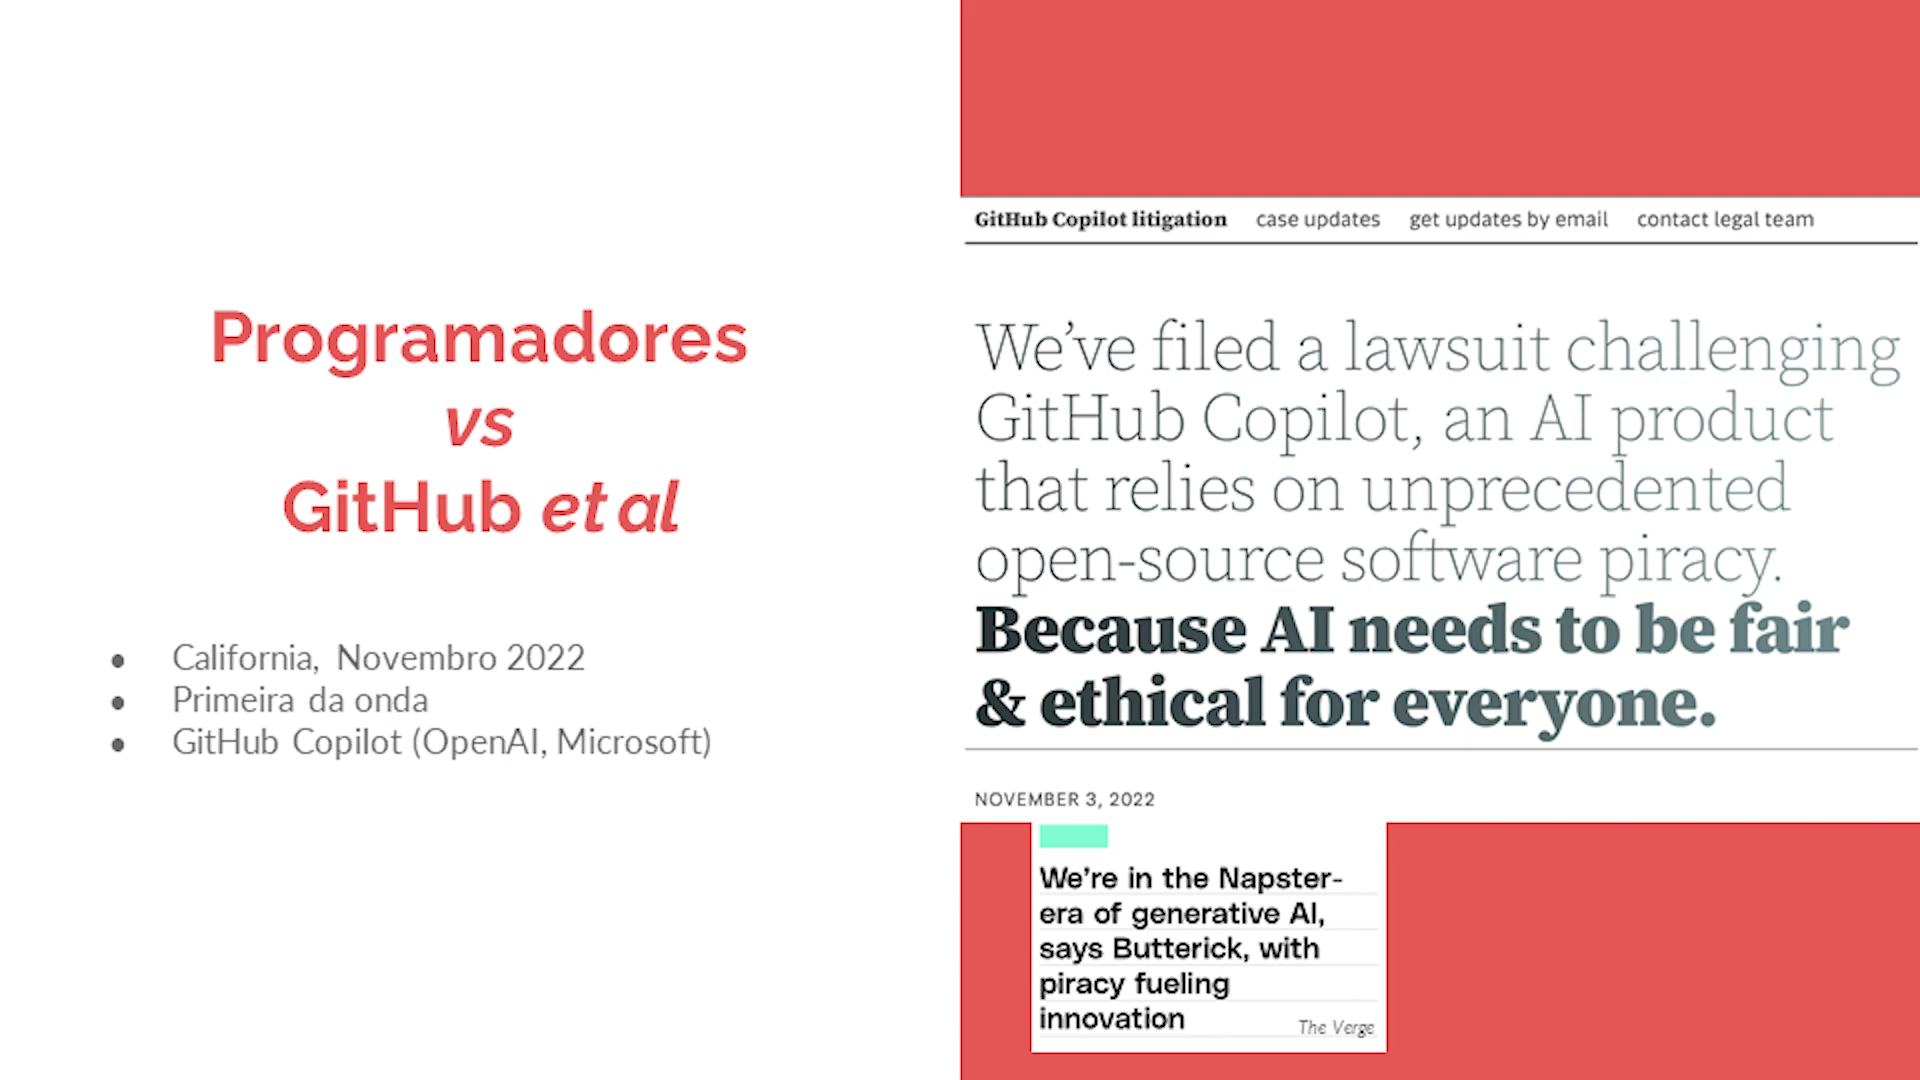 Programadores
vs
GitHub et al
● California, Novembro 2022
● Primeira da onda
● GitHub Copilot (OpenAI, Microsoft)
GitHub Copilot litigation case updates get updates by email contact legal team
We’ve filed a lawsuit challenging
GitHub Copilot, an AI product
that relies on unprecedented
open-source software piracy.
Because AI needs to be fair
& ethical for everyone.
NOVEMBER 3, 2022
We’re in the Napster-
era of generative AI,
says Butterick, with
piracy fueling
innovation
The Verge